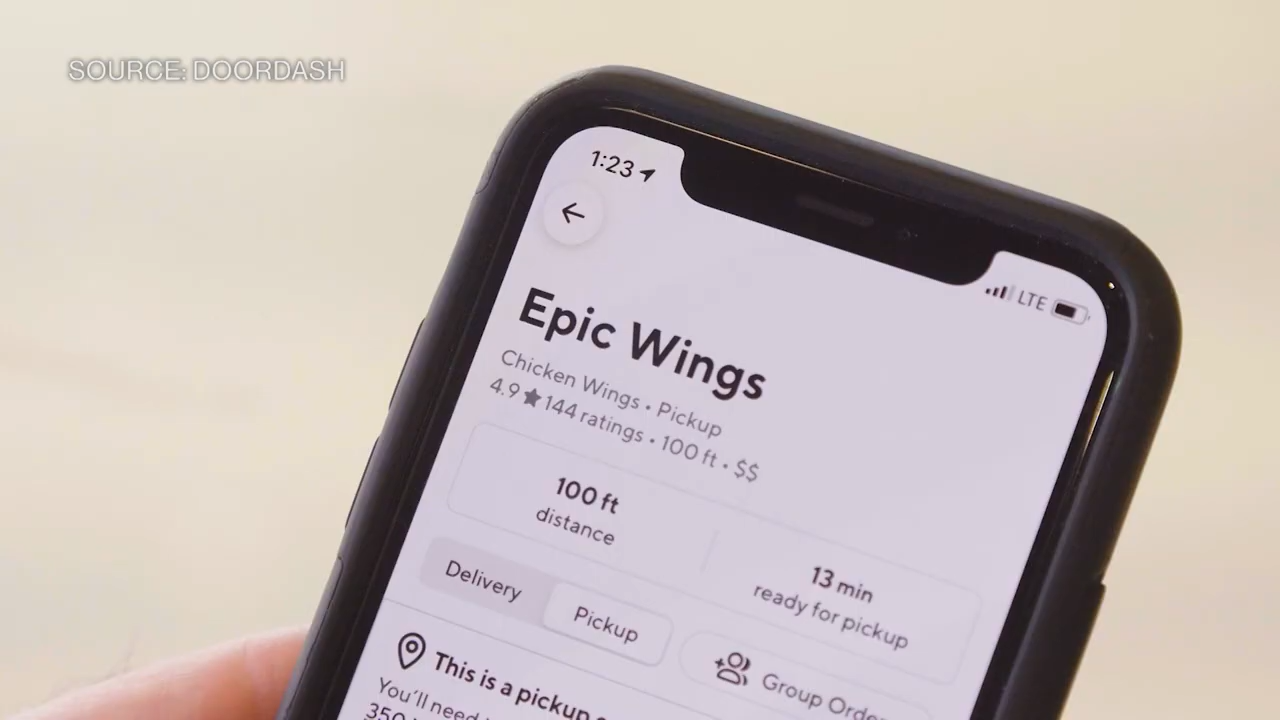 SOURCE: DOORDASH
1:23
LTE
Epic Wings
Chicken Wings • Pickup
4.9 ★ 144 ratings • 100 ft • $$
100 ft
distance
13 min
ready for pickup
Delivery
Pickup
Group Order
This is a pickup
You'll need
350